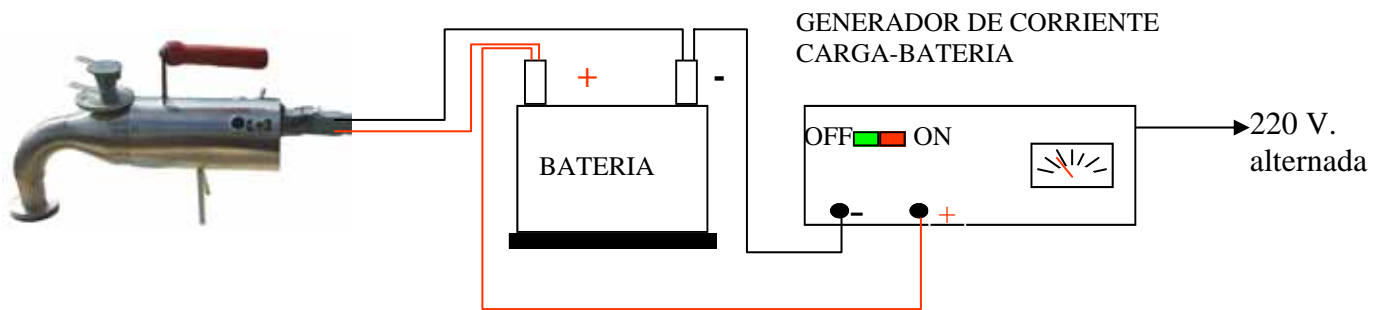 GENERADOR DE CORRIENTE
CARGA-BATERIA
+ -
OFF ON
220 V.
alternada
BATERIA
- +